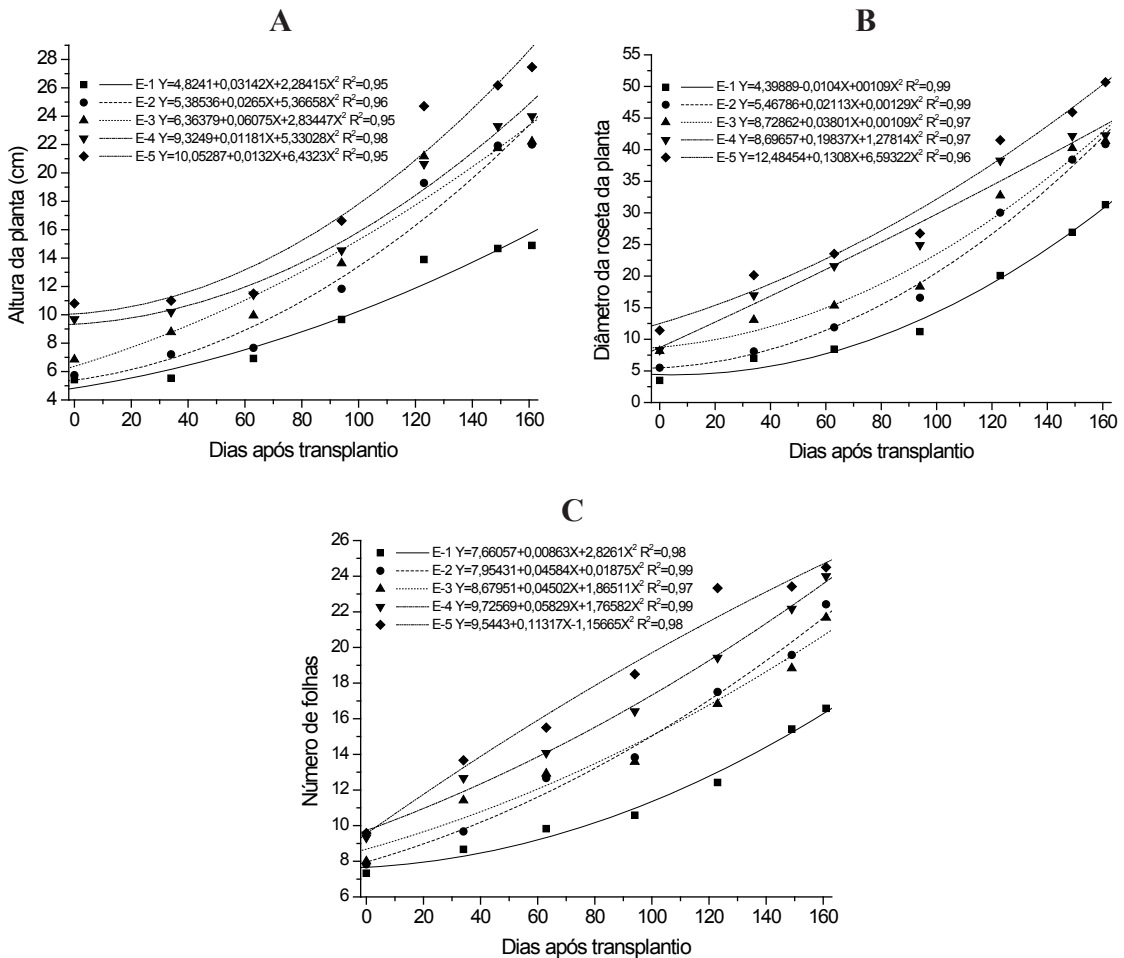 A
Altura da planta (cm)
28
26
24
22
20
18
16
14
12
10
8
6
4
E-1 Y=4,8241+0,03142X+2,28415X² R²=0,95
E-2 Y=5,38536+0,0265X+5,36658X² R²=0,96
E-3 Y=6,36379+0,06075X+2,83447X² R²=0,95
E-4 Y=9,3249+0,01181X+5,33028X² R²=0,98
E-5 Y=10,05287+0,0132X+6,4323X² R²=0,95
0 20 40 60 80 100 120 140 160
Dias após transplantio
B
Diâmetro da roseta da planta
55
50
45
40
35
30
25
20
15
10
5
0
E-1 Y=4,39889-0,0104X+00109X² R²=0,99
E-2 Y=5,46786+0,02113X+0,00129X² R²=0,99
E-3 Y=8,72862+0,03801X+0,00109X² R²=0,97
E-4 Y=8,69657+0,19837X+1,27814X² R²=0,97
E-5 Y=12,48454+0,1308X+6,59322X² R²=0,96
0 20 40 60 80 100 120 140 160
Dias após transplantio
C
Número de folhas
26
24
22
20
18
16
14
12
10
8
6
E-1 Y=7,66057+0,00863X+2,8261X² R²=0,98
E-2 Y=7,95431+0,04584X+0,01875X² R²=0,99
E-3 Y=8,67951+0,04502X+1,86511X² R²=0,97
E-4 Y=9,72569+0,05829X+1,76582X² R²=0,99
E-5 Y=9,5443+0,11317X-1,15665X² R²=0,98
0 20 40 60 80 100 120 140 160
Dias após transplantio